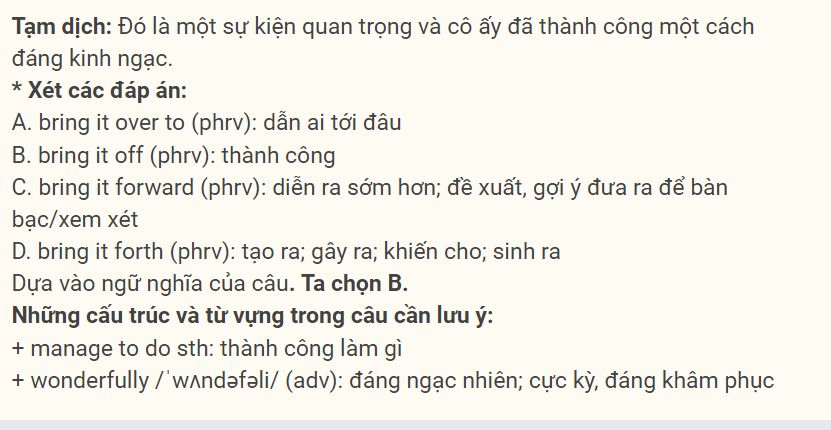 Tạm dịch: Đó là một sự kiện quan trọng và cô ấy đã thành công một cách
đáng kinh ngạc.
* Xét các đáp án:
A. bring it over to (phrv): dẫn ai tới đâu
B. bring it off (phrv): thành công
C. bring it forward (phrv): diễn ra sớm hơn; đề xuất, gợi ý đưa ra để bàn
bạc/xem xét
D. bring it forth (phrv): tạo ra; gây ra; khiến cho; sinh ra
Dựa vào ngữ nghĩa của câu. Ta chọn B.
Những cấu trúc và từ vựng trong câu cần lưu ý:
+ manage to do sth: thành công làm gì
+ wonderfully /ˈwʌndəfəli/ (adv): đáng ngạc nhiên; cực kỳ, đáng khâm phục